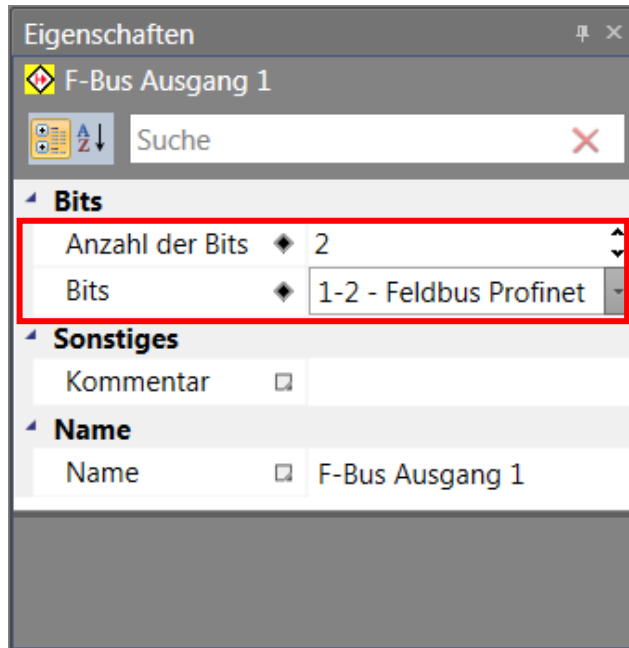 Eigenschaften
F-Bus Ausgang 1
Suche
Bits
Anzahl der Bits 2
Bits 1-2 - Feldbus Profinet
Sonstiges
Kommentar
Name
Name F-Bus Ausgang 1